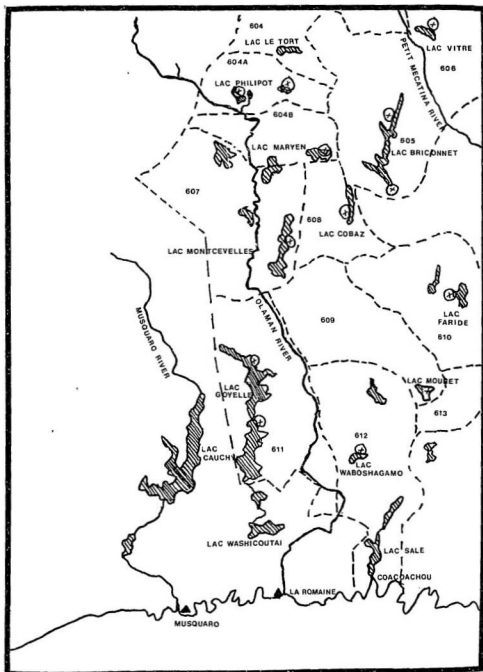 604
LAC LE TORT
LAC VITRE
604A
606
LAC PHILIPOT
PETIT MECATINA RIVER
604B
605
LAC MARYEN
LAC BRICONNET
607
608
LAC COBAZ
LAC MONTCEVELLES
MUSQUARO RIVER
OLAMAN RIVER
609
LAC
FARIDE
610
LAC
GOYELLE
LAC MOUGET
613
611
612
LAC
CAUCHY
LAC
WABOSHAGAMO
LAC WASHICOUTAI
LAC SALE
COACOACHOU
LA ROMAINE
MUSQUARO